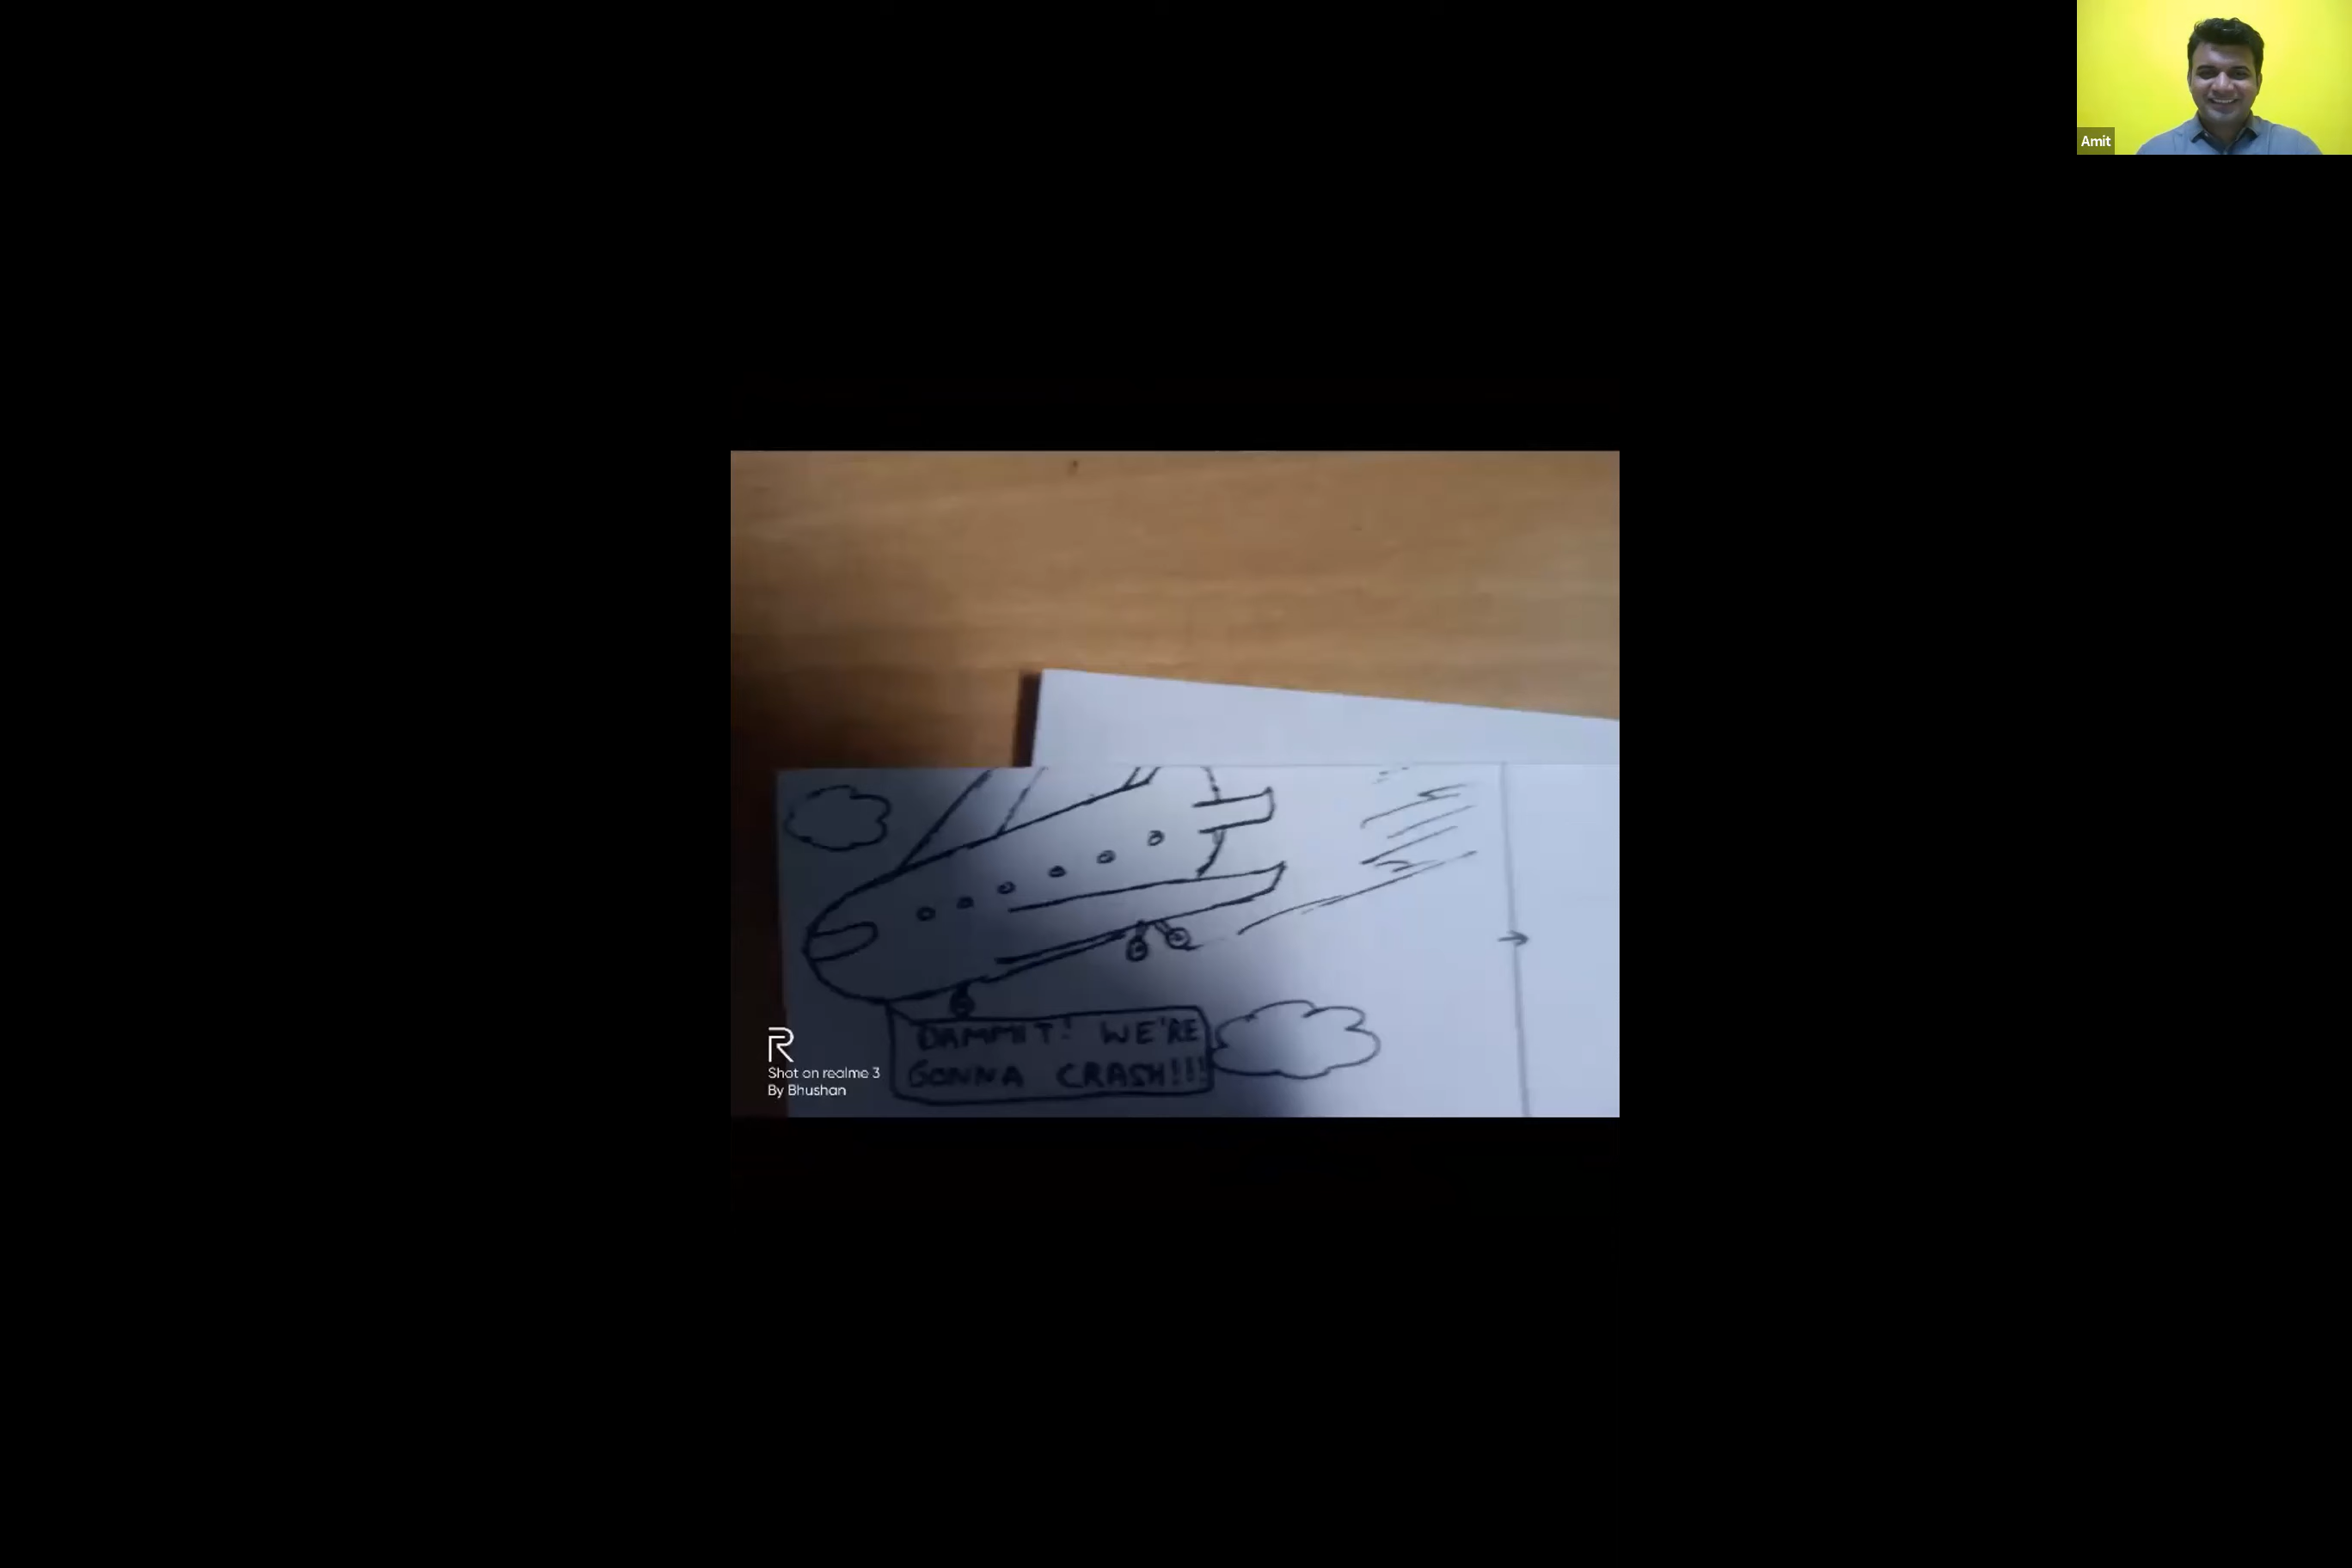 Amit
DAMMIT! WE'RE
GONNA CRASH!!!
R
Shot on realme 3
By Bhushan